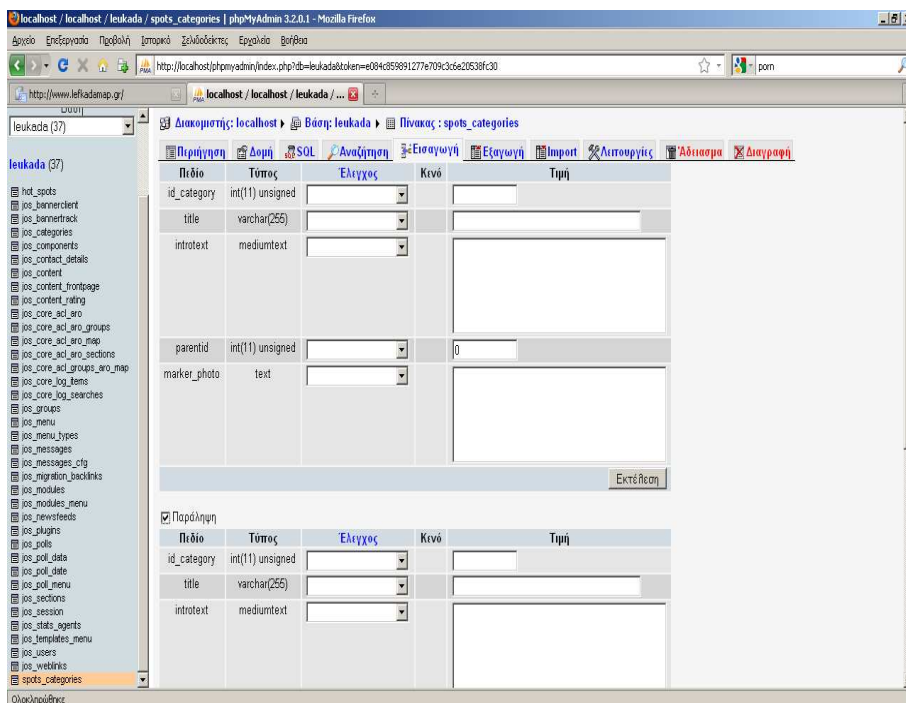 localhost / localhost / leukada / spots_categories | phpMyAdmin 3.2.0.1 - Mozilla Firefox
Αρχείο Επεξεργασία Προβολή Ιστορικό Σελιδοδείκτες Εργαλεία Βοήθεια
http://localhost/phpmyadmin/index.php?db=leukada&token=e084c859891277e709c3c6e20538fc30
porn
http://www.lefkadamap.gr/
localhost / localhost / leukada / ...
leukada (37)
leukada (37)
hot_spots
jos_bannerclient
jos_bannertrack
jos_categories
jos_components
jos_contact_details
jos_content
jos_content_frontpage
jos_content_rating
jos_core_acl_aro
jos_core_acl_aro_groups
jos_core_acl_aro_map
jos_core_acl_aro_sections
jos_core_acl_groups_aro_map
jos_core_log_items
jos_core_log_searches
jos_groups
jos_menu
jos_menu_types
jos_messages
jos_messages_cfg
jos_migration_backlinks
jos_modules
jos_modules_menu
jos_newsfeeds
jos_plugins
jos_polls
jos_poll_data
jos_poll_date
jos_poll_menu
jos_sections
jos_session
jos_stats_agents
jos_templates_menu
jos_users
jos_weblinks
spots_categories
Διακομιστής: localhost Βάση: leukada Πίνακας : spots_categories
Περιήγηση Δομή SQL Αναζήτηση Εισαγωγή Εξαγωγή Import Λειτουργίες Άδειασμα Διαγραφή
Πεδίο Τύπος Έλεγχος Κενό Τιμή
id_category int(11) unsigned
title varchar(255)
introtext mediumtext
parentid int(11) unsigned 0
marker_photo text
Εκτέλεση
Παράληψη
Πεδίο Τύπος Έλεγχος Κενό Τιμή
id_category int(11) unsigned
title varchar(255)
introtext mediumtext
Ολοκληρώθηκε